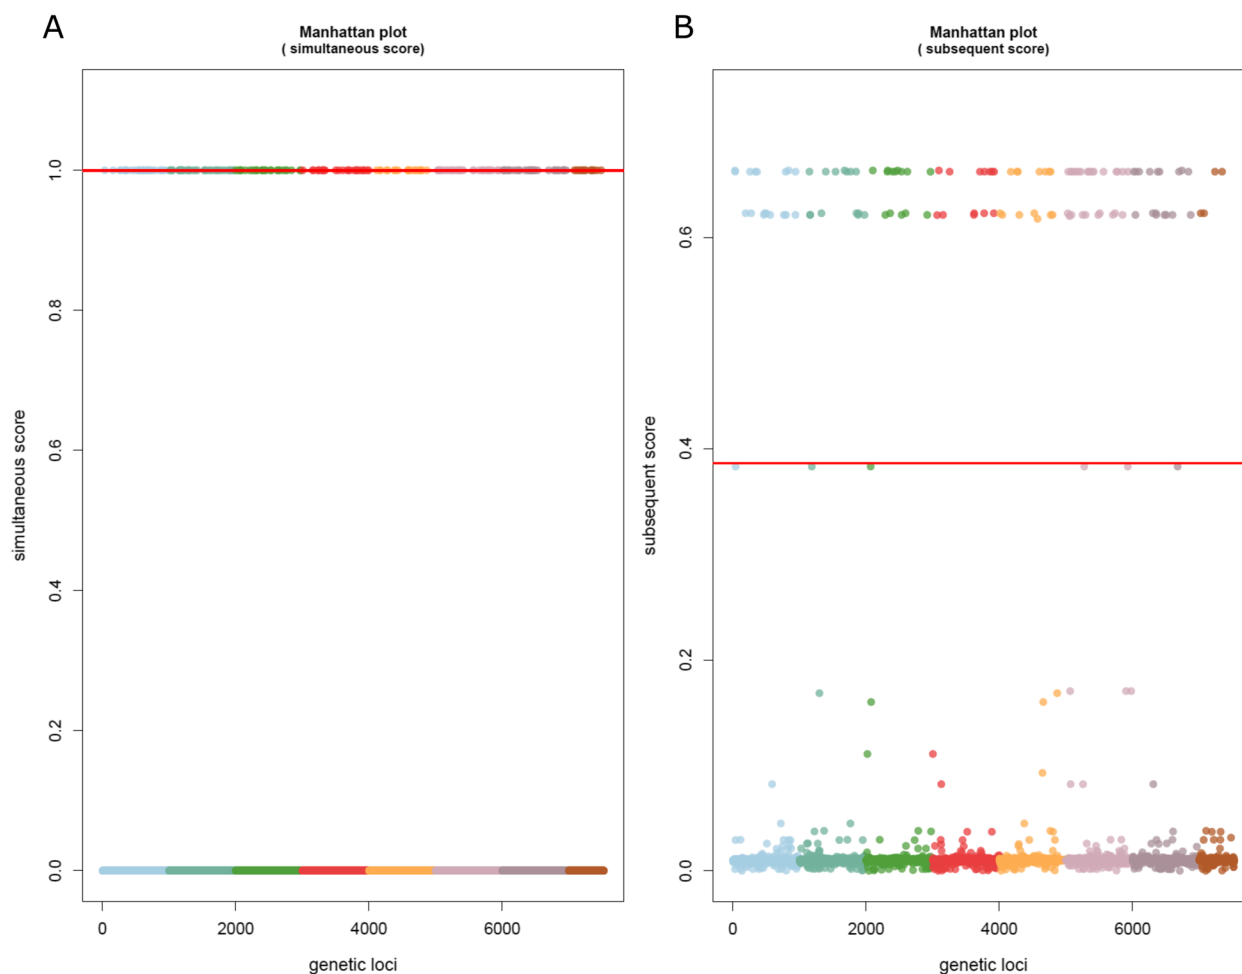 A
Manhattan plot
( simultaneous score)
1.0
0.8
0.6
0.4
0.2
0.0
simultaneous score
0
2000
4000
6000
genetic loci
B
Manhattan plot
( subsequent score)
0.6
0.4
0.2
0.0
subsequent score
0
2000
4000
6000
genetic loci